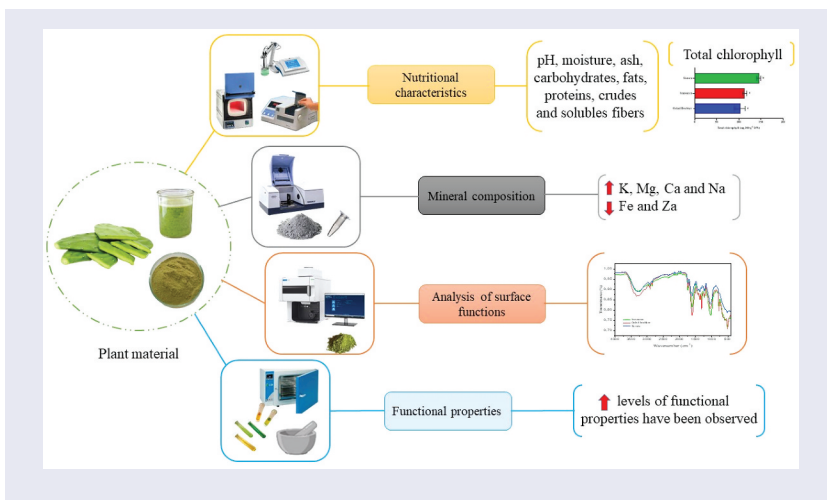 Nutritional
characteristics
pH, moisture, ash,
carbohydrates, fats,
proteins, crudes
and solubles fibers
Total chlorophyll
Mineral composition
K, Mg, Ca and Na
Fe and Za
Plant material
Analysis of surface
functions
Functional properties
levels of functional
properties have been observed